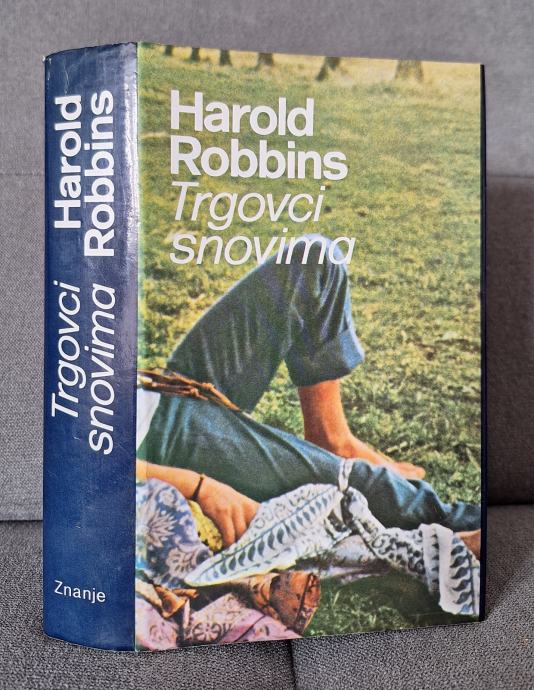 Harold
Robbins
Trgovci
snovima
Harold
Robbins
Trgovci
snovima
Znanje